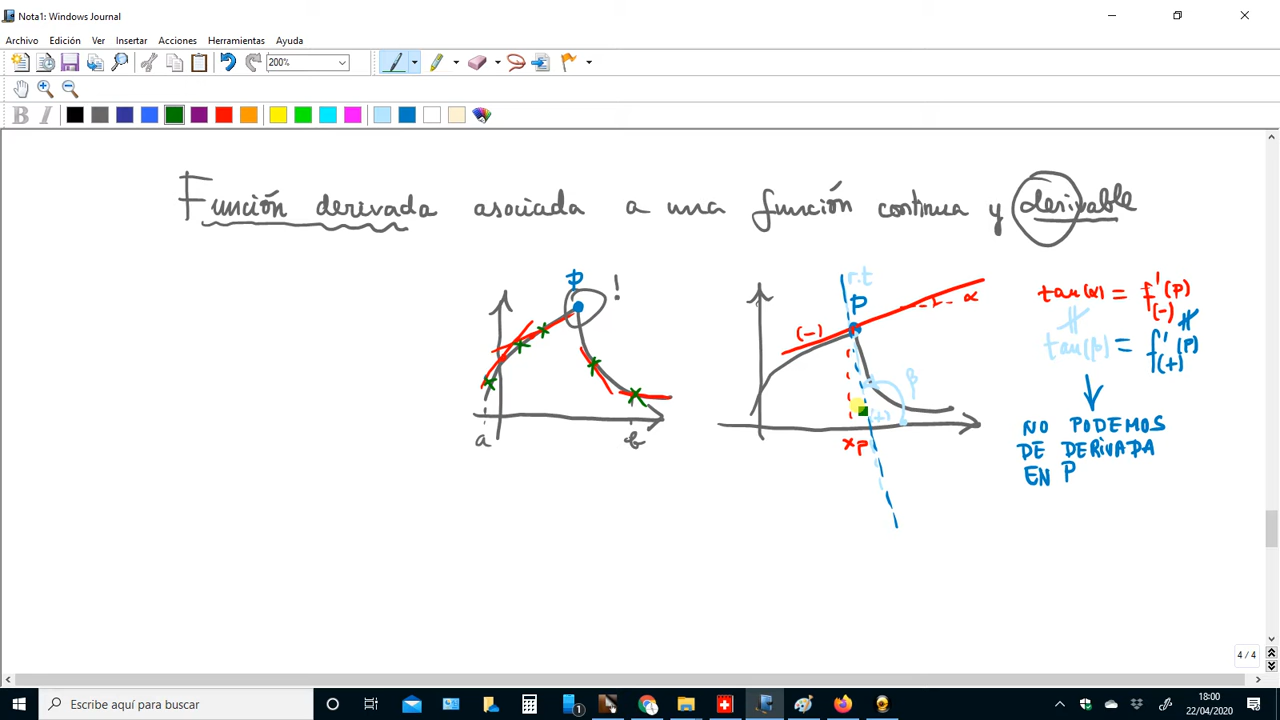 Nota1: Windows Journal
Archivo Edición Ver Insertar Acciones Herramientas Ayuda
200%
B I
Función derivada asociada a una función continua y derivable
P
!
a
b
r.t
P
(-)
α
β
(+)
xp
tan(α) = f'(-)(P)
tan(β) = f'(+)(P)
NO PODEMOS
DE DERIVADA
EN P
4 / 4
Escribe aquí para buscar
1
18:00
22/04/2020